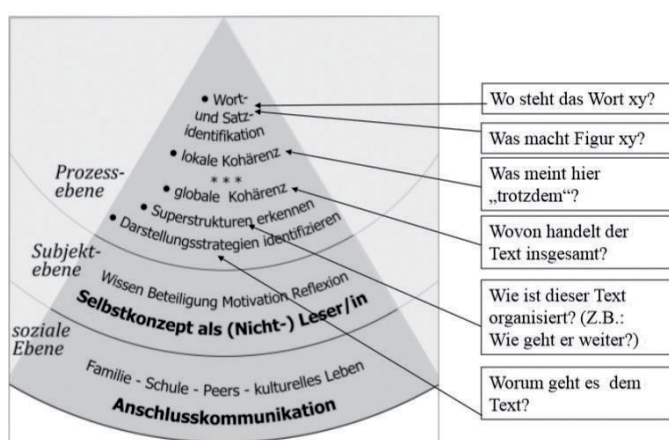 • Wort-
und Satz-
identifikation
• lokale Kohärenz
* * *
• globale Kohärenz
• Superstrukturen erkennen
• Darstellungsstrategien identifizieren
Prozess-
ebene
Subjekt-
ebene
Wissen Beteiligung Motivation Reflexion
Selbstkonzept als (Nicht-) Leser/in
soziale
Ebene
Familie - Schule - Peers - kulturelles Leben
Anschlusskommunikation
Wo steht das Wort xy?
Was macht Figur xy?
Was meint hier
„trotzdem“?
Wovon handelt der
Text insgesamt?
Wie ist dieser Text
organisiert? (Z.B.:
Wie geht er weiter?)
Worum geht es dem
Text?